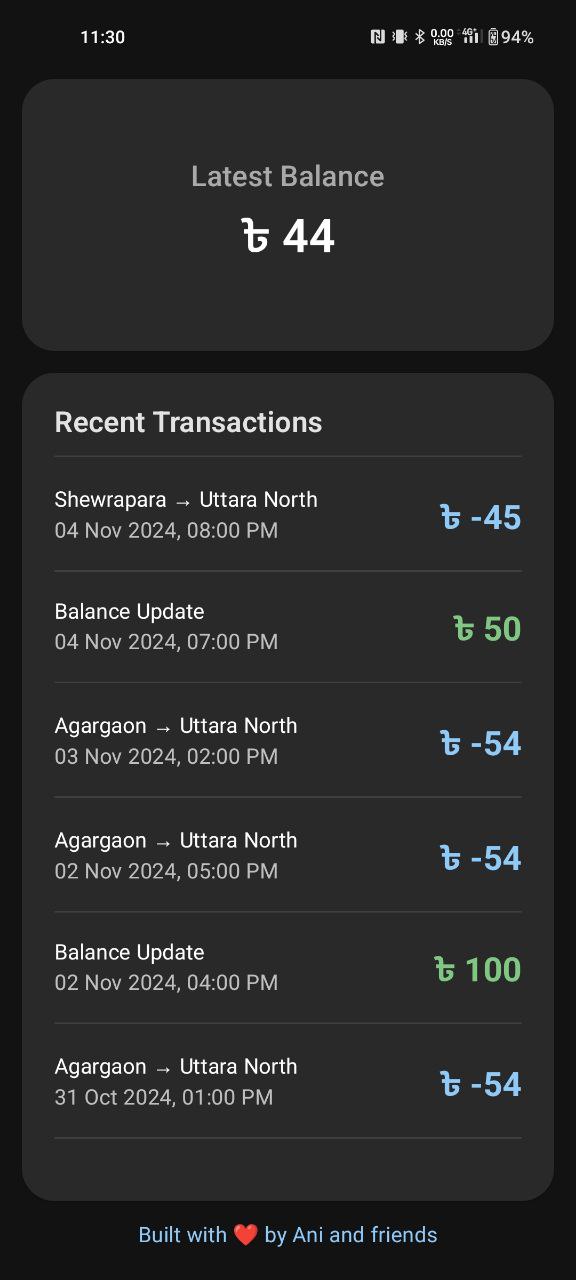 11:30
0.00 KB/S 4G+ 94%
Latest Balance
৳ 44
Recent Transactions
Shewrapara → Uttara North
04 Nov 2024, 08:00 PM
৳ -45
Balance Update
04 Nov 2024, 07:00 PM
৳ 50
Agargaon → Uttara North
03 Nov 2024, 02:00 PM
৳ -54
Agargaon → Uttara North
02 Nov 2024, 05:00 PM
৳ -54
Balance Update
02 Nov 2024, 04:00 PM
৳ 100
Agargaon → Uttara North
31 Oct 2024, 01:00 PM
৳ -54
Built with ❤️ by Ani and friends